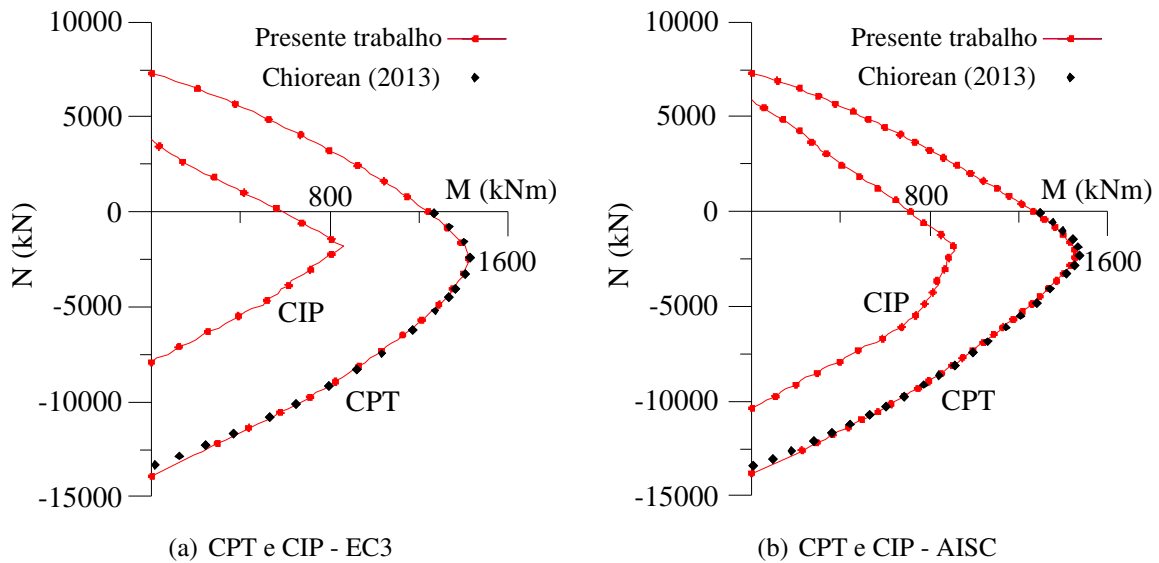 10000
5000
0
-5000
-10000
-15000
N (kN)
Presente trabalho
Chiorean (2013)
800
M (kNm)
1600
CIP
CPT
(a) CPT e CIP - EC3
10000
5000
0
-5000
-10000
-15000
N (kN)
Presente trabalho
Chiorean (2013)
800
M (kNm)
1600
CIP
CPT
(b) CPT e CIP - AISC